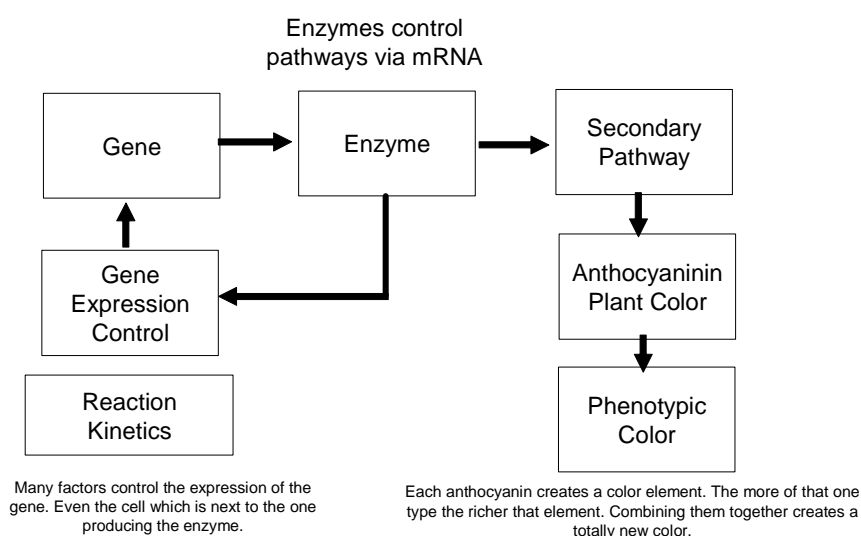 Enzymes control
pathways via mRNA
Gene
Enzyme
Secondary
Pathway
Gene
Expression
Control
Anthocyaninin
Plant Color
Reaction
Kinetics
Phenotypic
Color
Many factors control the expression of the
gene. Even the cell which is next to the one
producing the enzyme.
Each anthocyanin creates a color element. The more of that one
type the richer that element. Combining them together creates a
totally new color.